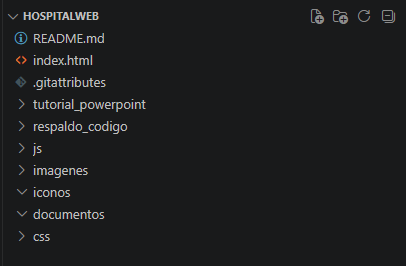 HOSPITALWEB
README.md
index.html
.gitattributes
tutorial_powerpoint
respaldo_codigo
js
imagenes
iconos
documentos
css